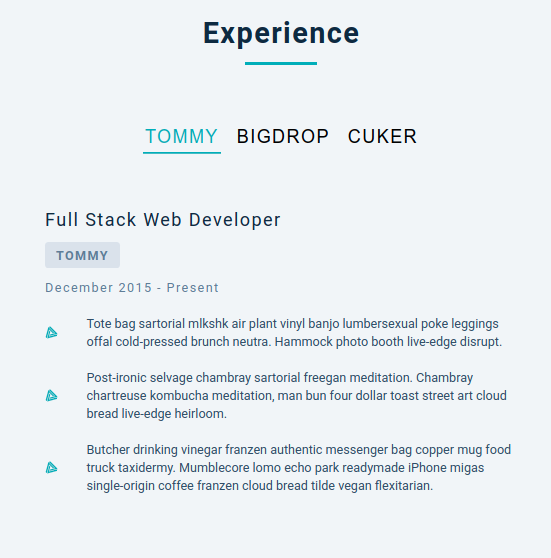 Experience
TOMMY BIGDROP CUKER
Full Stack Web Developer
TOMMY
December 2015 - Present
Tote bag sartorial mlkshk air plant vinyl banjo lumbersexual poke leggings
offal cold-pressed brunch neutra. Hammock photo booth live-edge disrupt.
Post-ironic selvage chambray sartorial freegan meditation. Chambray
chartreuse kombucha meditation, man bun four dollar toast street art cloud
bread live-edge heirloom.
Butcher drinking vinegar franzen authentic messenger bag copper mug food
truck taxidermy. Mumblecore lomo echo park readymade iPhone migas
single-origin coffee franzen cloud bread tilde vegan flexitarian.